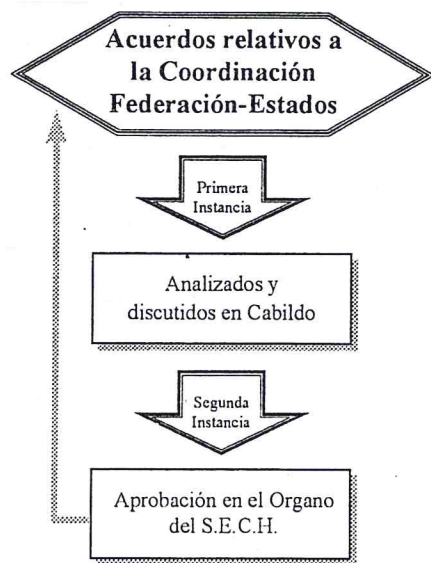 Acuerdos relativos a
la Coordinación
Federación-Estados
Primera
Instancia
Analizados y
discutidos en Cabildo
Segunda
Instancia
Aprobación en el Organo
del S.E.C.H.